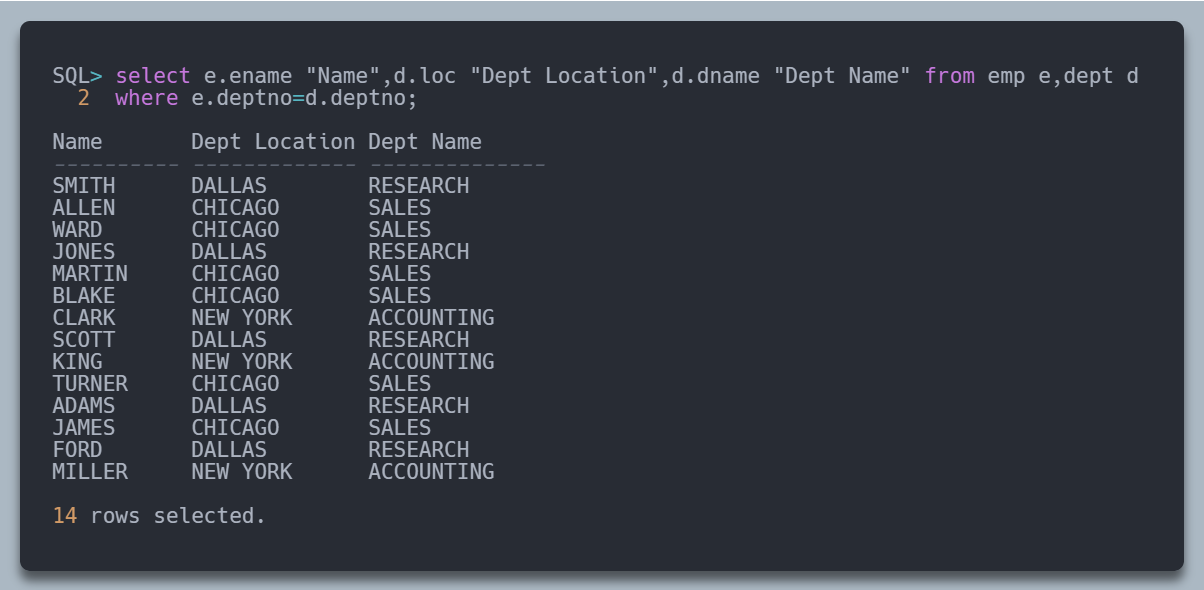 SQL> select e.ename "Name",d.loc "Dept Location",d.dname "Dept Name" from emp e,dept d
  2  where e.deptno=d.deptno;

Name       Dept Location Dept Name
---------- ------------- --------------
SMITH      DALLAS        RESEARCH
ALLEN      CHICAGO       SALES
WARD       CHICAGO       SALES
JONES      DALLAS        RESEARCH
MARTIN     CHICAGO       SALES
BLAKE      CHICAGO       SALES
CLARK      NEW YORK      ACCOUNTING
SCOTT      DALLAS        RESEARCH
KING       NEW YORK      ACCOUNTING
TURNER     CHICAGO       SALES
ADAMS      DALLAS        RESEARCH
JAMES      CHICAGO       SALES
FORD       DALLAS        RESEARCH
MILLER     NEW YORK      ACCOUNTING

14 rows selected.